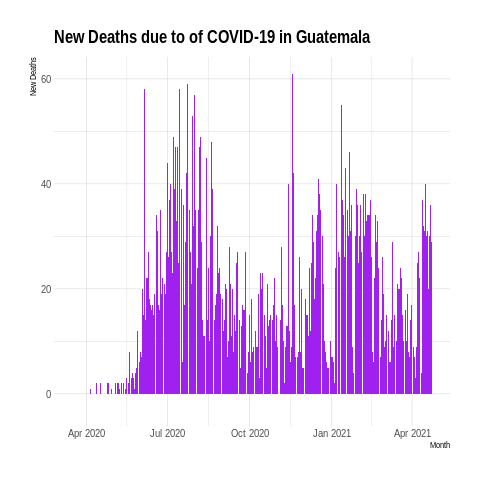 New Deaths due to of COVID-19 in Guatemala
New Deaths
60
40
20
0
Apr 2020
Jul 2020
Oct 2020
Jan 2021
Apr 2021
Month